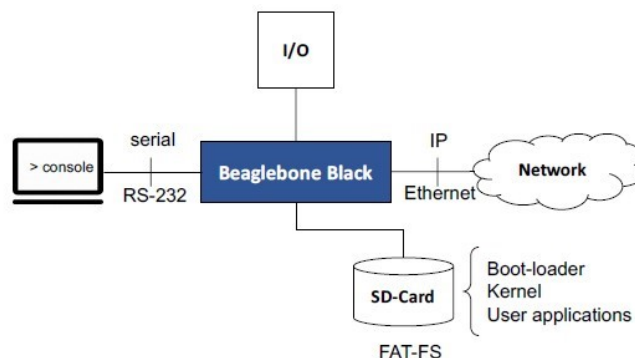 I/O
serial
IP
> console
Beaglebone Black
Network
RS-232
Ethernet
SD-Card
Boot-loader
Kernel
User applications
FAT-FS